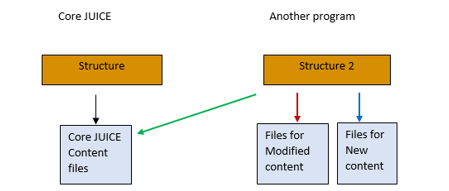 Core JUICE
Another program
Structure
Structure 2
Core JUICE
Content
files
Files for
Modified
content
Files for
New
content